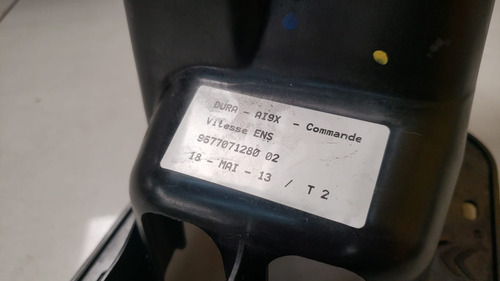 DURA - AI9X - Commande
Vitesse ENS
9677071280 02
18 - MAI - 13 / T 2